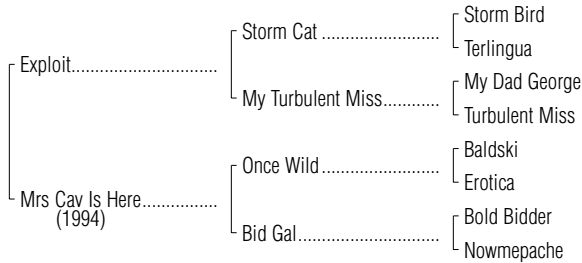 Storm Bird
Storm Cat ..........................
Terlingua
Exploit................................
My Dad George
My Turbulent Miss............
Turbulent Miss
Baldski
Once Wild ..........................
Erotica
Mrs Cav Is Here.................
(1994)
Bold Bidder
Bid Gal................................
Nowmepache